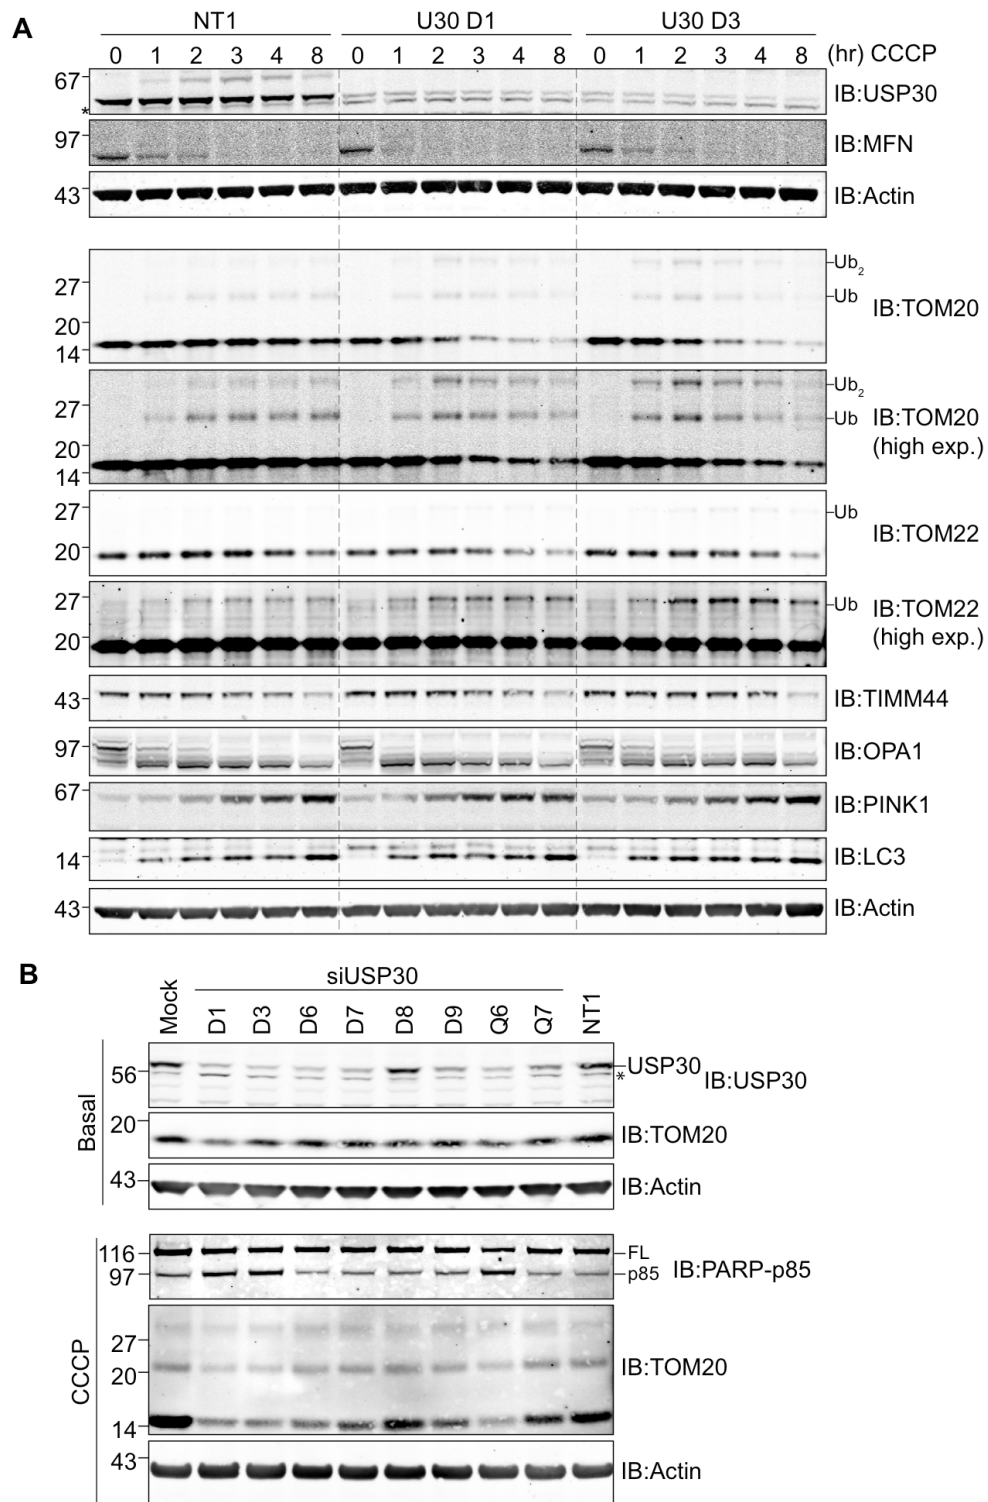 A
NT1 U30 D1 U30 D3
0 1 2 3 4 8 0 1 2 3 4 8 0 1 2 3 4 8 (hr) CCCP
67
* IB:USP30
97 IB:MFN
43 IB:Actin
Ub2
27 Ub IB:TOM20
20
14
Ub2
27 Ub IB:TOM20
20 (high exp.)
14
27 Ub
20 IB:TOM22
27 Ub IB:TOM22
20 (high exp.)
43 IB:TIMM44
97 IB:OPA1
67 IB:PINK1
14 IB:LC3
43 IB:Actin
B
siUSP30
Mock D1 D3 D6 D7 D8 D9 Q6 Q7 NT1
Basal
56 USP30 IB:USP30
*
20 IB:TOM20
43 IB:Actin
CCCP
116 FL
97 p85 IB:PARP-p85
27
20 IB:TOM20
14
43 IB:Actin